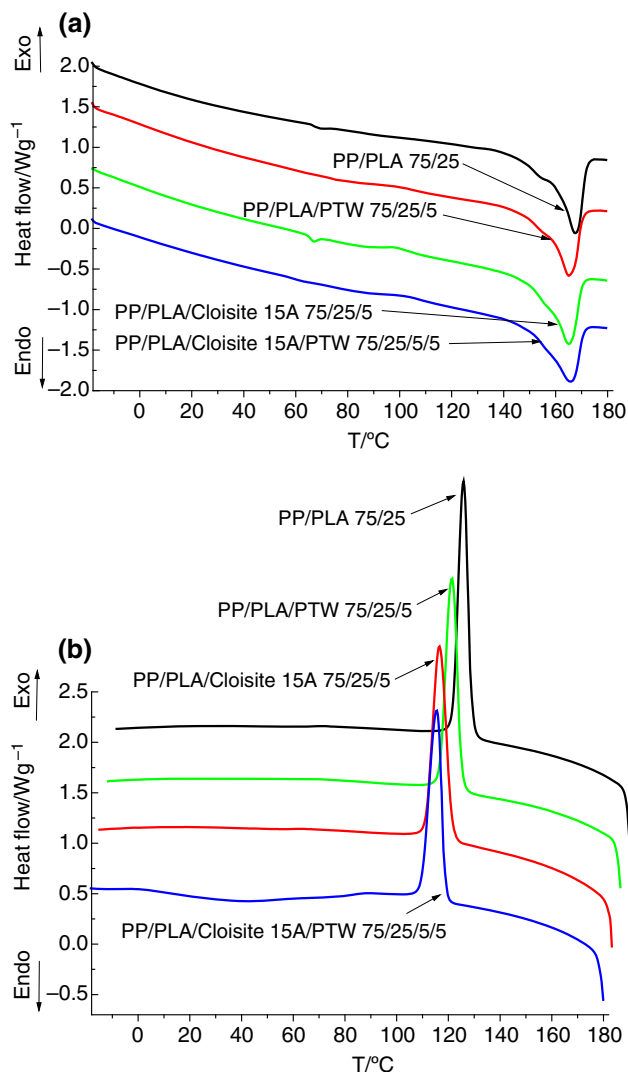 (a)
Exo
2.0
1.5
1.0
0.5
0.0
–0.5
–1.0
–1.5
–2.0
Heat flow/Wg⁻¹
Endo
PP/PLA 75/25
PP/PLA/PTW 75/25/5
PP/PLA/Cloisite 15A 75/25/5
PP/PLA/Cloisite 15A/PTW 75/25/5/5
0 20 40 60 80 100 120 140 160 180
T/ºC
PP/PLA 75/25
PP/PLA/PTW 75/25/5
(b)
PP/PLA/Cloisite 15A 75/25/5
Exo
2.5
2.0
1.5
1.0
0.5
0.0
–0.5
Heat flow/Wg⁻¹
Endo
PP/PLA/Cloisite 15A/PTW 75/25/5/5
0 20 40 60 80 100 120 140 160 180
T/ºC